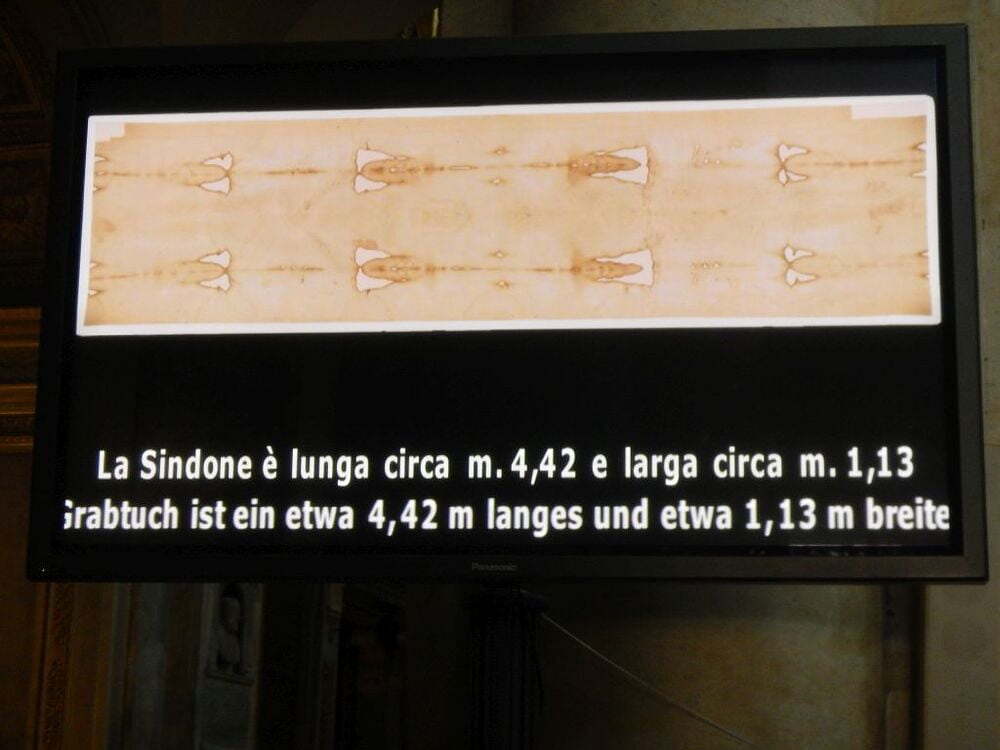 La Sindone è lunga circa m. 4,42 e larga circa m. 1,13
Grabtuch ist ein etwa 4,42 m langes und etwa 1,13 m breite
Panasonic